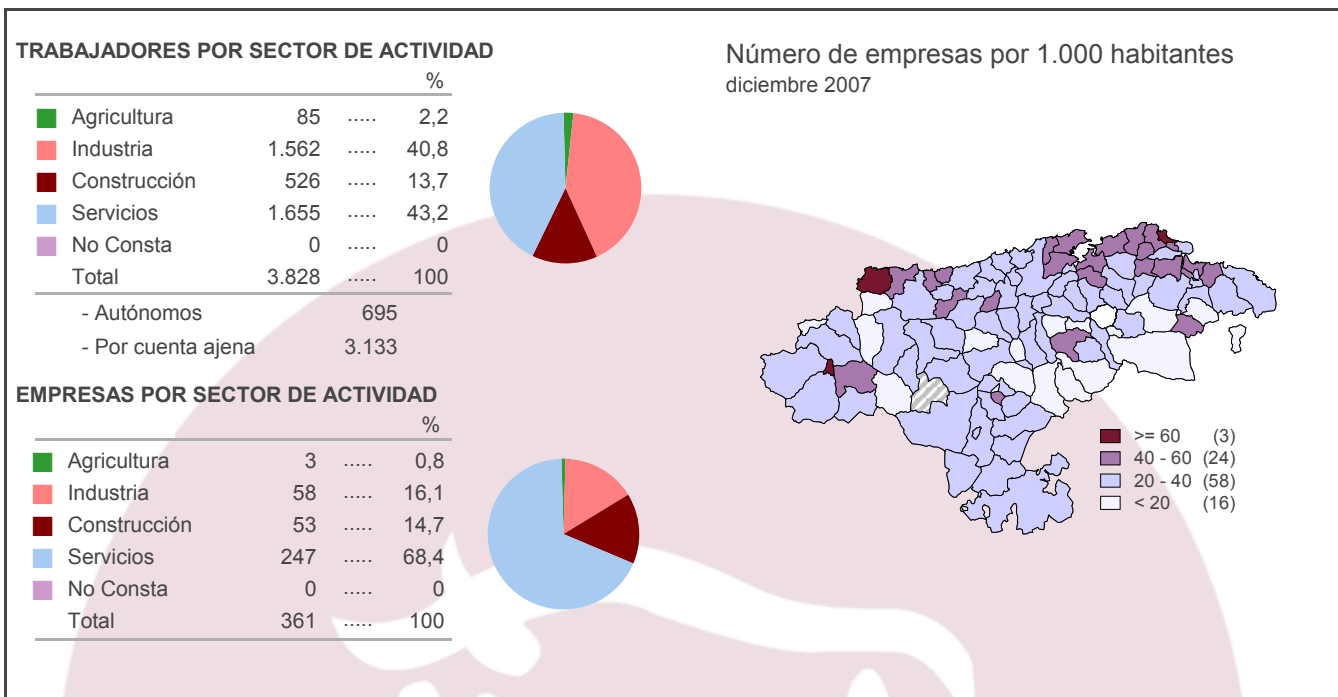 TRABAJADORES POR SECTOR DE ACTIVIDAD
%
Agricultura 85 ..... 2,2
Industria 1.562 ..... 40,8
Construcción 526 ..... 13,7
Servicios 1.655 ..... 43,2
No Consta 0 ..... 0
Total 3.828 ..... 100
- Autónomos 695
- Por cuenta ajena 3.133
EMPRESAS POR SECTOR DE ACTIVIDAD
%
Agricultura 3 ..... 0,8
Industria 58 ..... 16,1
Construcción 53 ..... 14,7
Servicios 247 ..... 68,4
No Consta 0 ..... 0
Total 361 ..... 100
Número de empresas por 1.000 habitantes
diciembre 2007
>= 60 (3)
40 - 60 (24)
20 - 40 (58)
< 20 (16)